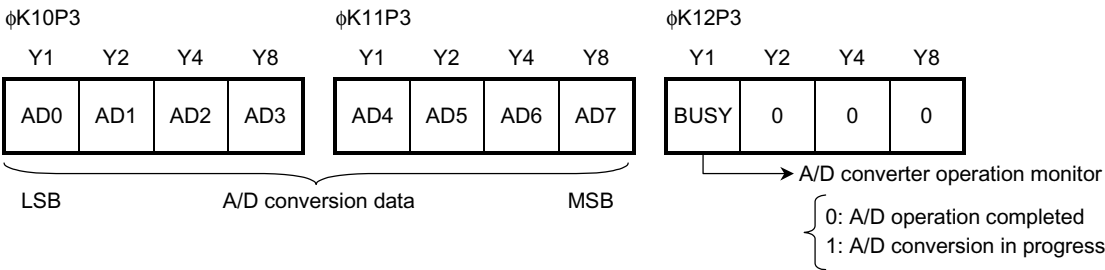 ϕK10P3 ϕK11P3 ϕK12P3
Y1 Y2 Y4 Y8 Y1 Y2 Y4 Y8 Y1 Y2 Y4 Y8
AD0 AD1 AD2 AD3 AD4 AD5 AD6 AD7 BUSY 0 0 0
A/D converter operation monitor
LSB A/D conversion data MSB
0: A/D operation completed
1: A/D conversion in progress